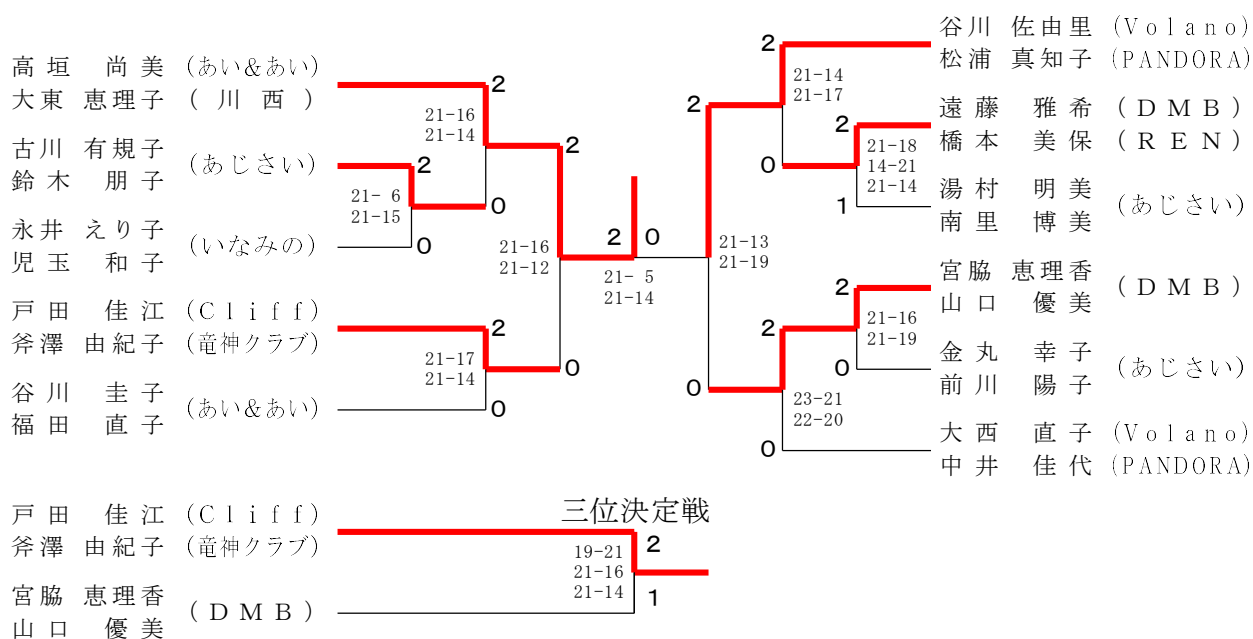 高垣 尚美 (あい&あい)
大東 恵理子 (川西)
古川 有規子
鈴木 朋子
(あじさい)
永井 えり子
児玉 和子
(いなみの)
戸田 佳江 (Cliff)
斧澤 由紀子 (竜神クラブ)
谷川 圭子
福田 直子
(あい&あい)
2
21-16
21-14
0
2
21- 6
21-15
0
2
21-17
21-14
0
2
21-16
21-12
0
2 0
21- 5
21-14
2
21-13
21-19
0
2
21-14
21-17
0
2
21-18
14-21
21-14
1
2
21-16
21-19
0
2
23-21
22-20
0
谷川 佐由里 (Volano)
松浦 真知子 (PANDORA)
遠藤 雅希 (DMB)
橋本 美保 (REN)
湯村 明美
南里 博美
(あじさい)
宮脇 恵理香
山口 優美
(DMB)
金丸 幸子
前川 陽子
(あじさい)
大西 直子 (Volano)
中井 佳代 (PANDORA)
三位決定戦
戸田 佳江 (Cliff)
斧澤 由紀子 (竜神クラブ)
宮脇 恵理香
山口 優美
(DMB)
2
19-21
21-16
21-14
1